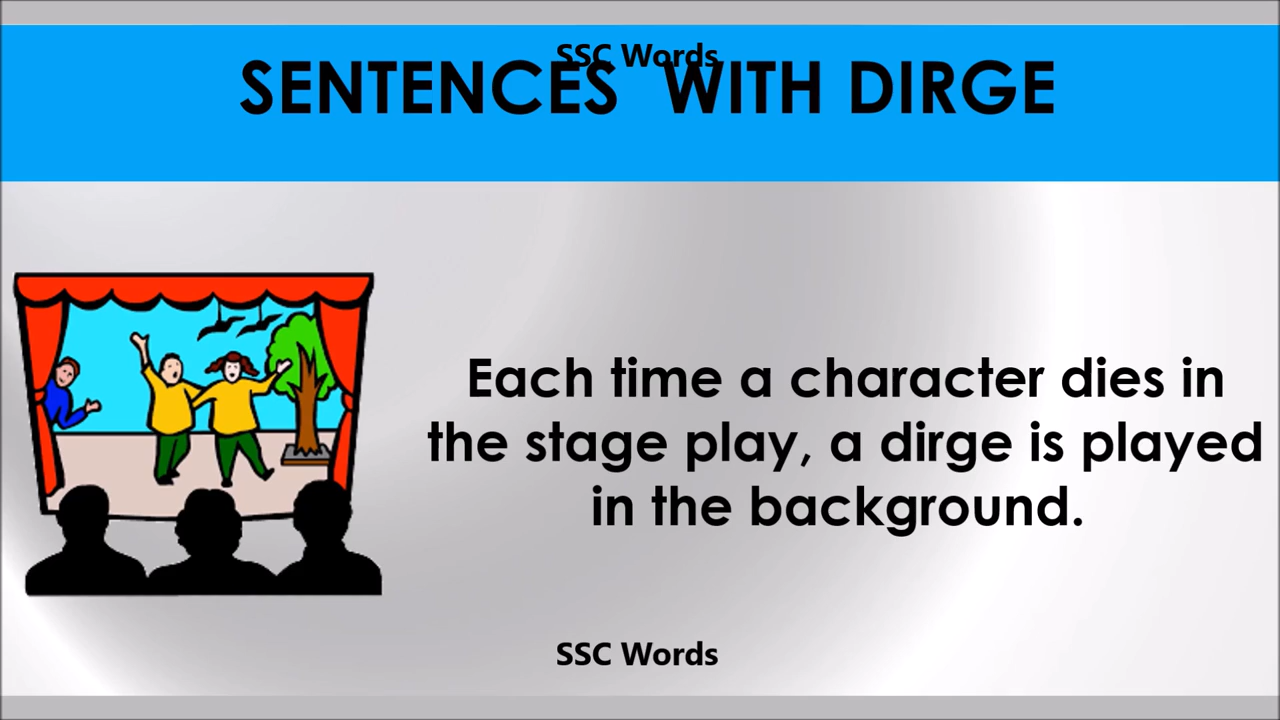 SSC Words
SENTENCES WITH DIRGE
Each time a character dies in
the stage play, a dirge is played
in the background.
SSC Words